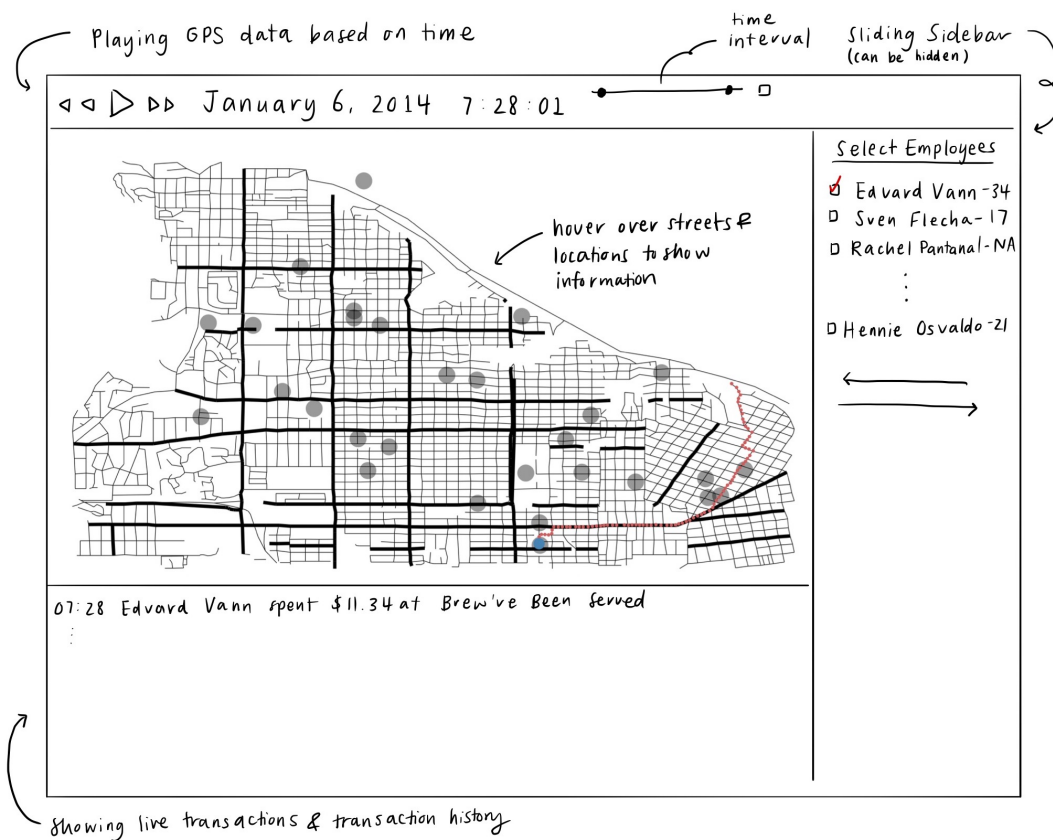 Playing GPS data based on time
time
interval
Sliding Sidebar
(can be hidden)
January 6, 2014 7:28:01
Select Employees
Edvard Vann-34
Sven Flecha-17
Rachel Pantanal-NA
Hennie Osvaldo-21
hover over streets &
locations to show
information
07:28 Edvard Vann spent $11.34 at Brew've Been Served
Showing live transactions & transaction history